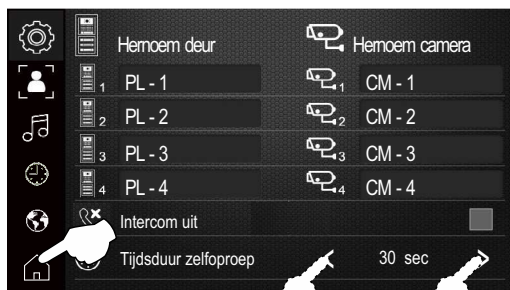 Hernoem deur Hernoem camera
1 PL - 1 1 CM - 1
2 PL - 2 2 CM - 2
3 PL - 3 3 CM - 3
4 PL - 4 4 CM - 4
Intercom uit
Tijdsduur zelfoproep < 30 sec >